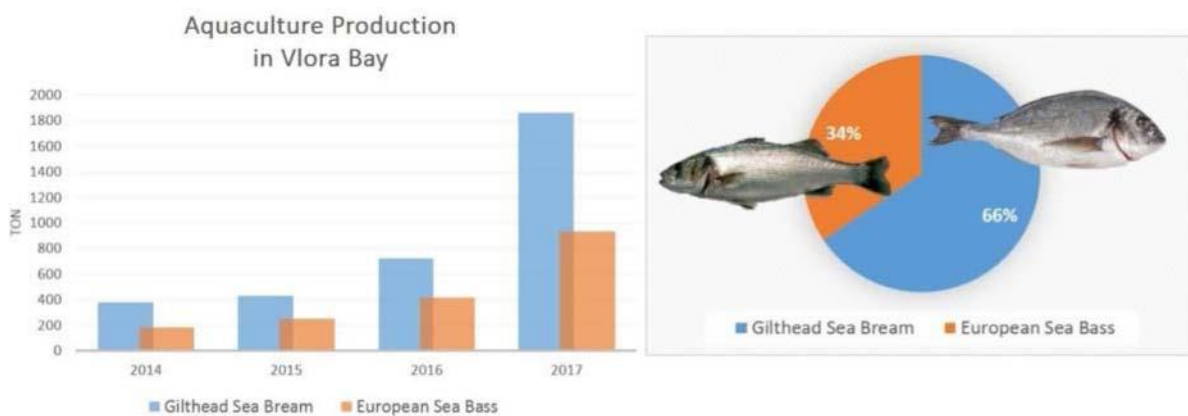 Aquaculture Production
in Vlora Bay
2000
1800
1600
1400
1200
1000
800
600
400
200
0
TON
2014 2015 2016 2017
Gilthead Sea Bream European Sea Bass
34%
66%
Gilthead Sea Bream European Sea Bass